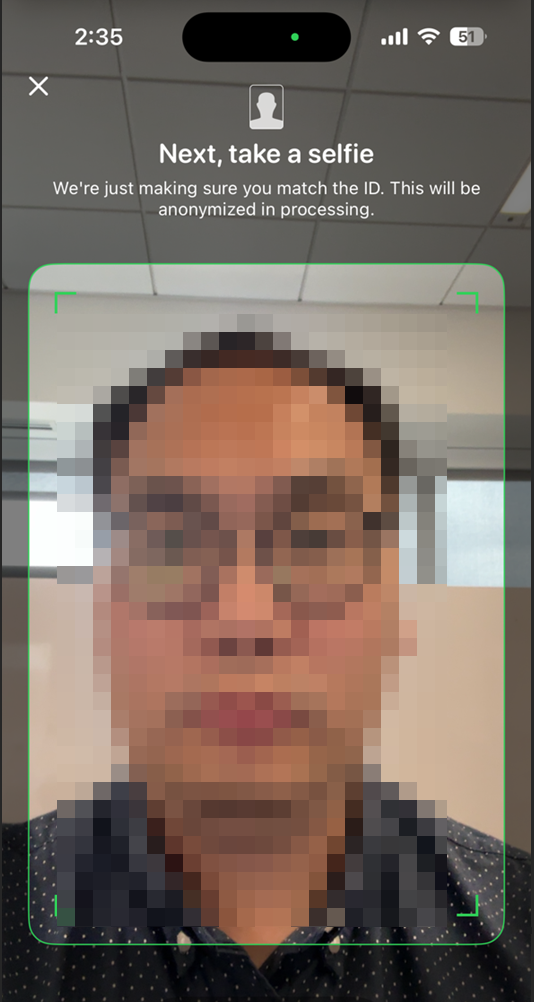 2:35
51
Next, take a selfie
We're just making sure you match the ID. This will be
anonymized in processing.